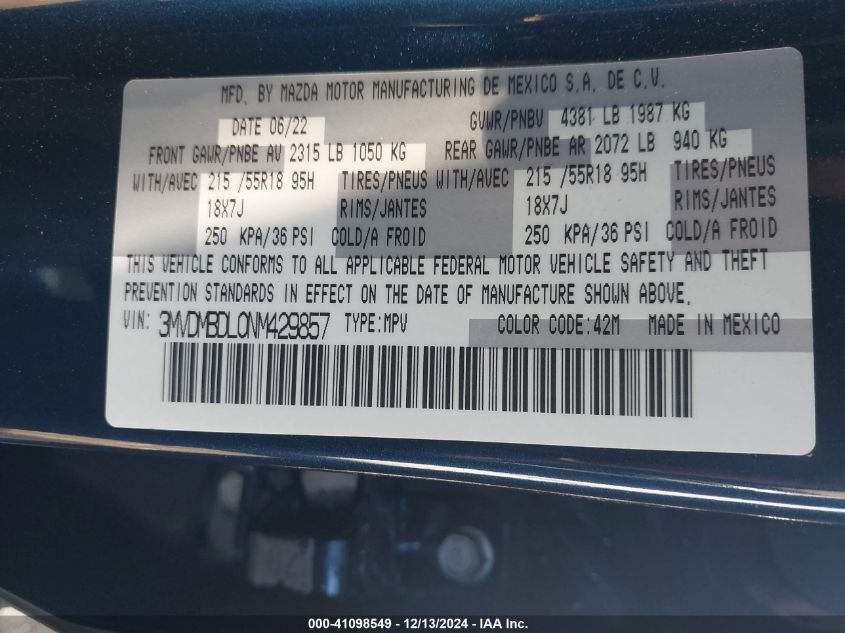 MFD. BY MAZDA MOTOR MANUFACTURING DE MEXICO S.A. DE C.V.
DATE 06/22 GVWR/PNBV 4381 LB 1987 KG
FRONT GAWR/PNBE AV 2315 LB 1050 KG REAR GAWR/PNBE AR 2072 LB 940 KG
WITH/AVEC 215 /55R18 95H TIRES/PNEUS WITH/AVEC 215 /55R18 95H TIRES/PNEUS
18X7J RIMS/JANTES 18X7J RIMS/JANTES
250 KPA/36 PSI COLD/A FROID 250 KPA/36 PSI COLD/A FROID
THIS VEHICLE CONFORMS TO ALL APPLICABLE FEDERAL MOTOR VEHICLE SAFETY AND THEFT
PREVENTION STANDARDS IN EFFECT ON THE DATE OF MANUFACTURE SHOWN ABOVE.
VIN: 3MVDMBDL0NM429857 TYPE:MPV COLOR CODE:42M MADE IN MEXICO
000-41098549 - 12/13/2024 - IAA Inc.